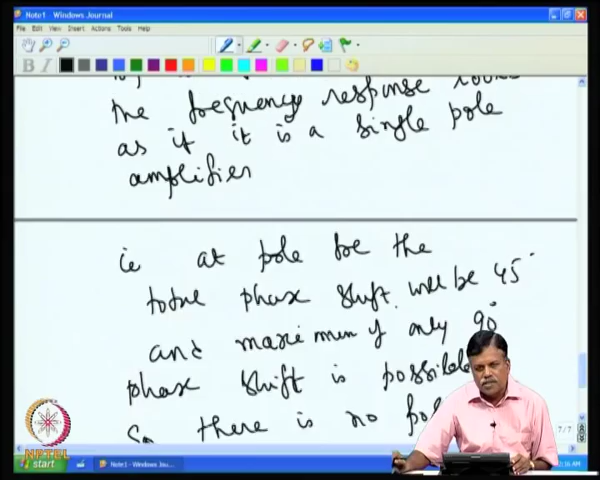 Note1 - Windows Journal
File Edit View Insert Actions Tools Help
the frequency response looks
as if it is a single pole
amplifier
ie at pole for the
total phase shift. will be 45°
and maximum of only 90°
phase shift is possible
So there is no
7/7
NPTEL
start
Note1 - Windows Jou...